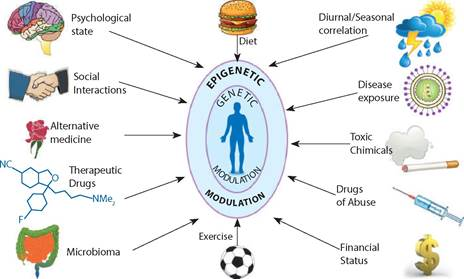 Psychological
state
Diet
Diurnal/Seasonal
correlation
Social
Interactions
Disease
exposure
Alternative
medicine
Toxic
Chimicals
NC
O
Therapeutic
Drugs
NMe2
F
Drugs
of Abuse
Microbioma
Exercise
Financial
Status
$
EPIGENETIC
GENETIC
MODULATION
MODULATION